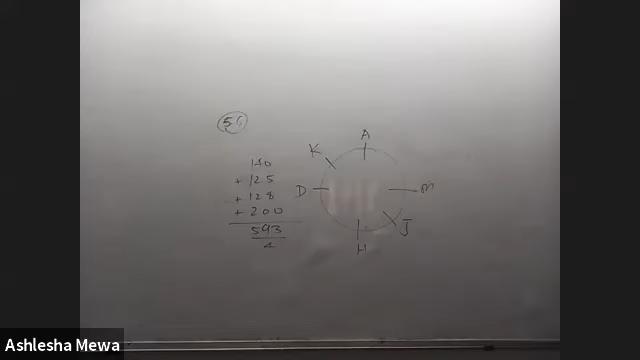 56
A
K
140
+ 125
D
m
+ 128
+ 200
J
593
4
H
Ashlesha Mewa